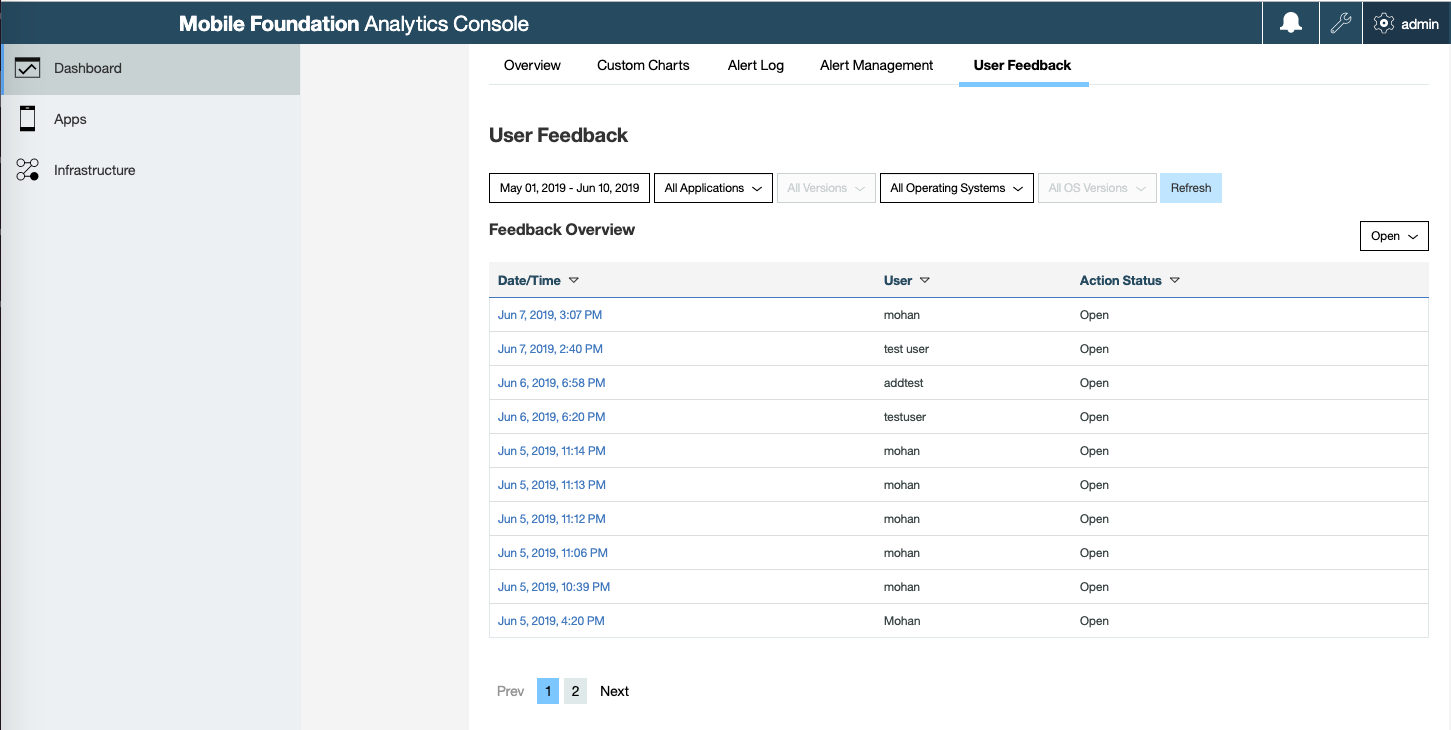 Mobile Foundation Analytics Console
admin
Dashboard
Apps
Infrastructure
Overview Custom Charts Alert Log Alert Management User Feedback
User Feedback
May 01, 2019 - Jun 10, 2019 All Applications All Versions All Operating Systems All OS Versions Refresh
Feedback Overview
Open
Date/Time User Action Status
Jun 7, 2019, 3:07 PM mohan Open
Jun 7, 2019, 2:40 PM test user Open
Jun 6, 2019, 6:58 PM addtest Open
Jun 6, 2019, 6:20 PM testuser Open
Jun 5, 2019, 11:14 PM mohan Open
Jun 5, 2019, 11:13 PM mohan Open
Jun 5, 2019, 11:12 PM mohan Open
Jun 5, 2019, 11:06 PM mohan Open
Jun 5, 2019, 10:39 PM mohan Open
Jun 5, 2019, 4:20 PM Mohan Open
Prev 1 2 Next